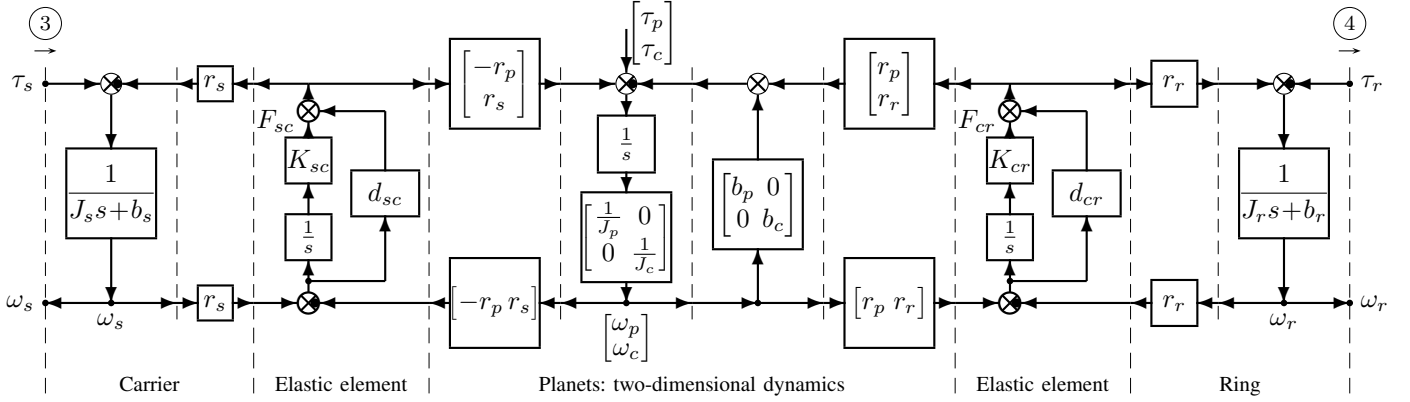 ③ → [τ_p] ④ →
[τ_c]
τ_s r_s [−r_p] [r_p] r_r τ_r
[r_s] [r_r]
F_sc F_cr
K_sc 1/s K_cr
1/(J_s s+b_s) d_sc [1/J_p 0] [b_p 0] d_cr 1/(J_r s+b_r)
1/s [0 1/J_c] [0 b_c] 1/s
ω_s r_s [−r_p r_s] [r_p r_r] r_r ω_r
ω_s [ω_p] ω_r
[ω_c]
Carrier Elastic element Planets: two-dimensional dynamics Elastic element Ring